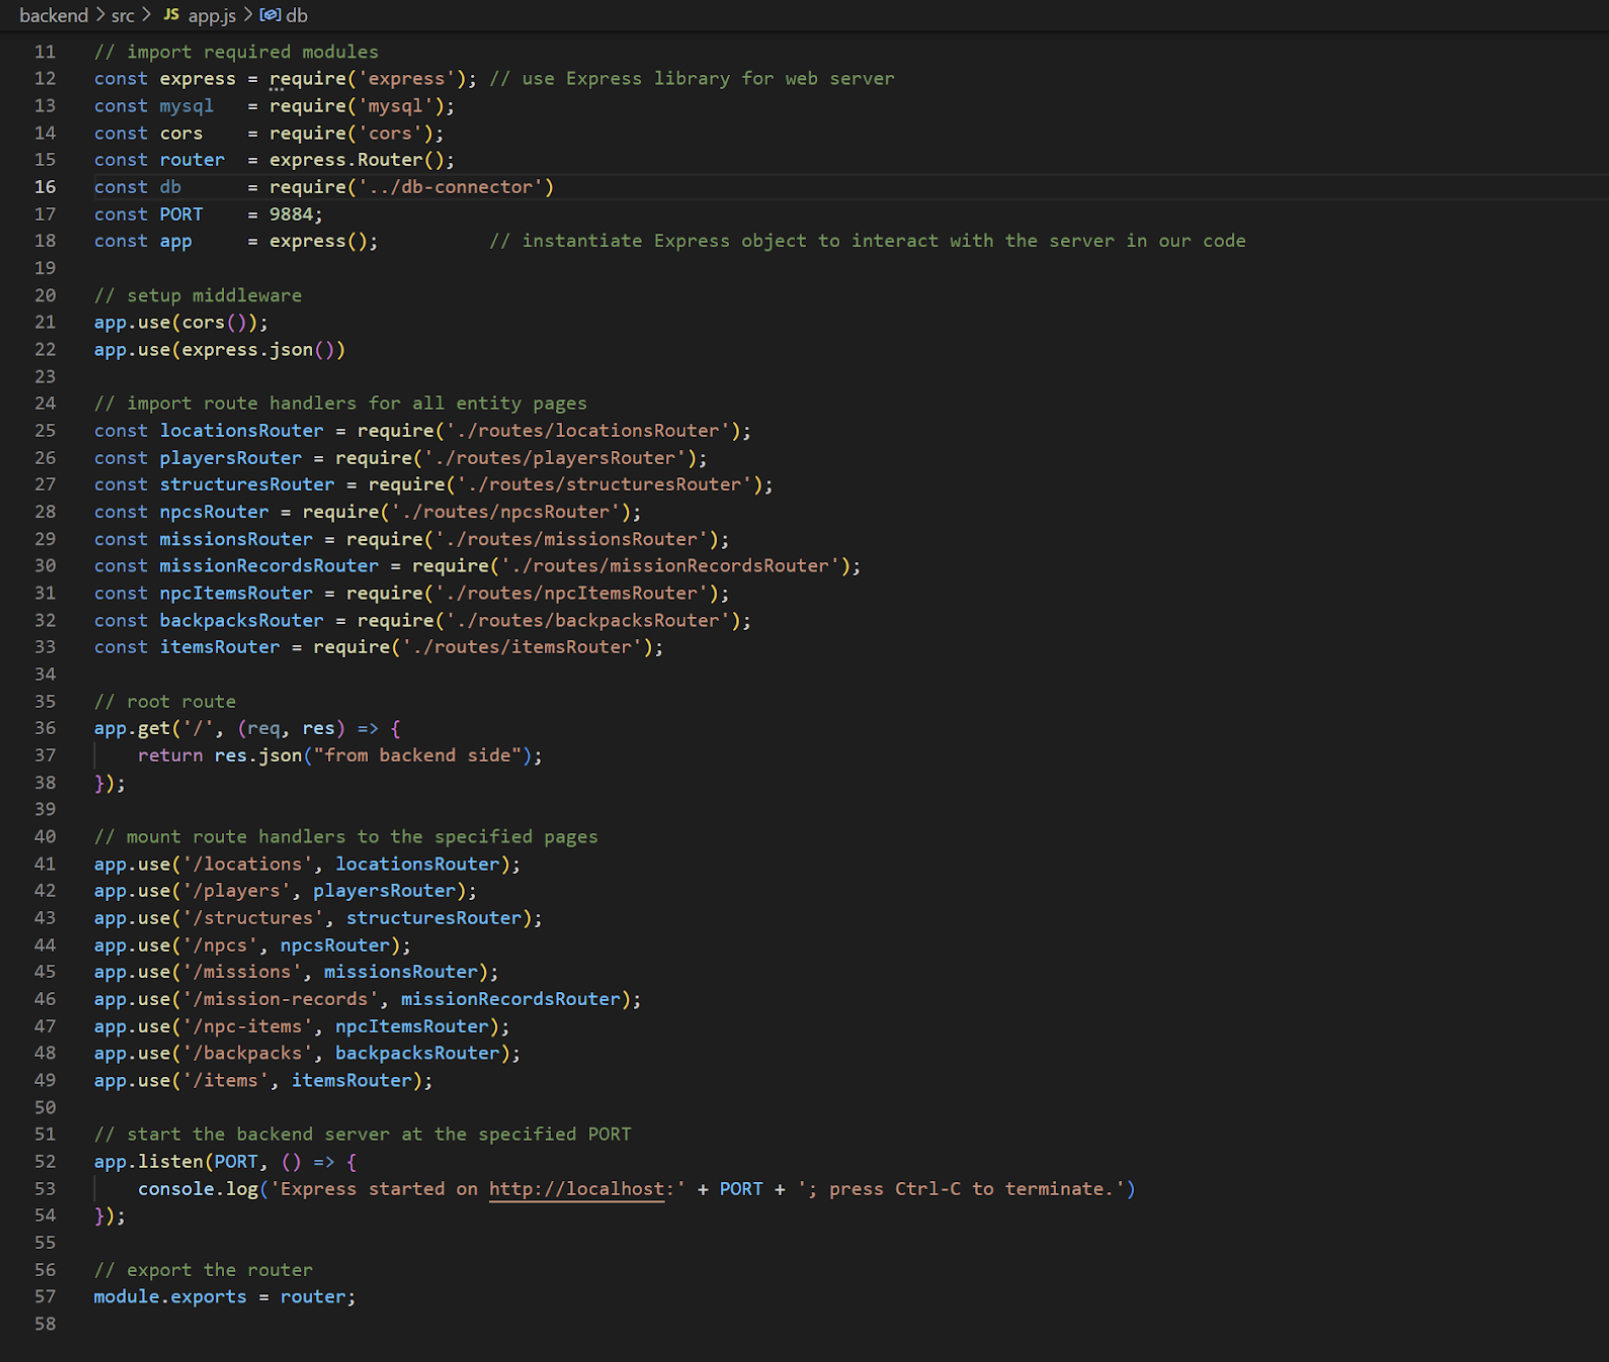 backend > src > JS app.js > db
11 // import required modules
12 const express = require('express'); // use Express library for web server
13 const mysql   = require('mysql');
14 const cors    = require('cors');
15 const router  = express.Router();
16 const db      = require('../db-connector')
17 const PORT    = 9884;
18 const app     = express();          // instantiate Express object to interact with the server in our code
19
20 // setup middleware
21 app.use(cors());
22 app.use(express.json())
23
24 // import route handlers for all entity pages
25 const locationsRouter = require('./routes/locationsRouter');
26 const playersRouter = require('./routes/playersRouter');
27 const structuresRouter = require('./routes/structuresRouter');
28 const npcsRouter = require('./routes/npcsRouter');
29 const missionsRouter = require('./routes/missionsRouter');
30 const missionRecordsRouter = require('./routes/missionRecordsRouter');
31 const npcItemsRouter = require('./routes/npcItemsRouter');
32 const backpacksRouter = require('./routes/backpacksRouter');
33 const itemsRouter = require('./routes/itemsRouter');
34
35 // root route
36 app.get('/', (req, res) => {
37     return res.json("from backend side");
38 });
39
40 // mount route handlers to the specified pages
41 app.use('/locations', locationsRouter);
42 app.use('/players', playersRouter);
43 app.use('/structures', structuresRouter);
44 app.use('/npcs', npcsRouter);
45 app.use('/missions', missionsRouter);
46 app.use('/mission-records', missionRecordsRouter);
47 app.use('/npc-items', npcItemsRouter);
48 app.use('/backpacks', backpacksRouter);
49 app.use('/items', itemsRouter);
50
51 // start the backend server at the specified PORT
52 app.listen(PORT, () => {
53     console.log('Express started on http://localhost:' + PORT + '; press Ctrl-C to terminate.')
54 });
55
56 // export the router
57 module.exports = router;
58